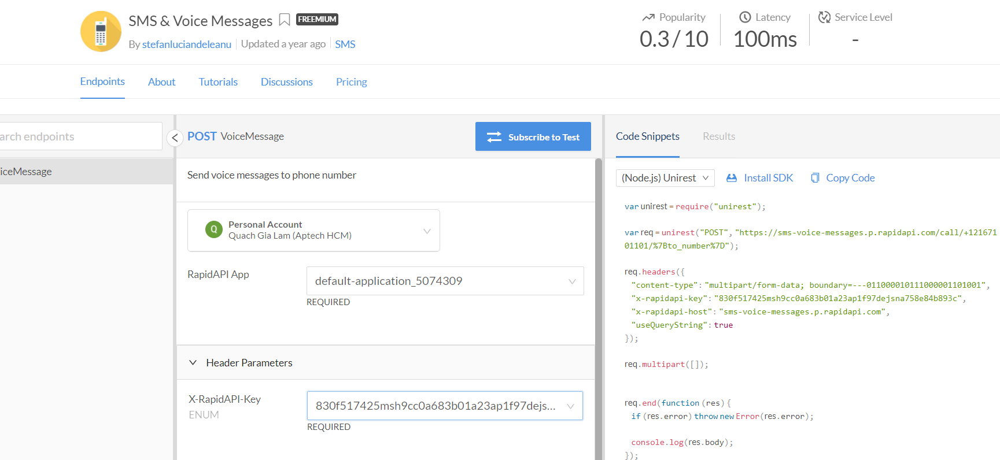 SMS & Voice Messages FREEMIUM
By stefanluciandeleanu Updated a year ago SMS
Popularity
0.3 / 10
Latency
100ms
Service Level
-
Endpoints About Tutorials Discussions Pricing
arch endpoints
iceMessage
POST VoiceMessage
Subscribe to Test
Send voice messages to phone number
Q
Personal Account
Quach Gia Lam (Aptech HCM)
RapidAPI App
default-application_5074309
REQUIRED
Header Parameters
X-RapidAPI-Key
ENUM
830f517425msh9cc0a683b01a23ap1f97dejs...
REQUIRED
Code Snippets Results
(Node.js) Unirest Install SDK Copy Code
var unirest = require("unirest");
var req = unirest("POST", "https://sms-voice-messages.p.rapidapi.com/call/+121671
01101/%7Bto_number%7D");
req.headers({
"content-type": "multipart/form-data; boundary=---011000010111000001101001",
"x-rapidapi-key": "830f517425msh9cc0a683b01a23ap1f97dejsna758e84b893c",
"x-rapidapi-host": "sms-voice-messages.p.rapidapi.com",
"useQueryString": true
});
req.multipart([]);
req.end(function (res) {
if (res.error) throw new Error(res.error);
console.log(res.body);
});